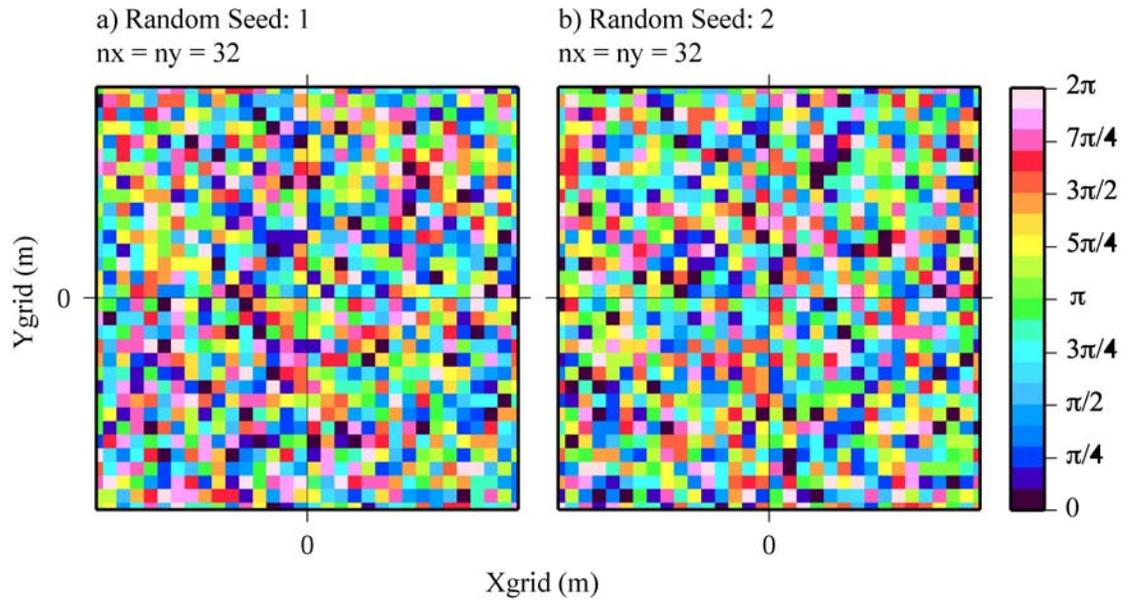 a) Random Seed: 1
nx = ny = 32
b) Random Seed: 2
nx = ny = 32
2π
7π/4
3π/2
5π/4
π
3π/4
π/2
π/4
0
Ygrid (m)
0
0
0
Xgrid (m)